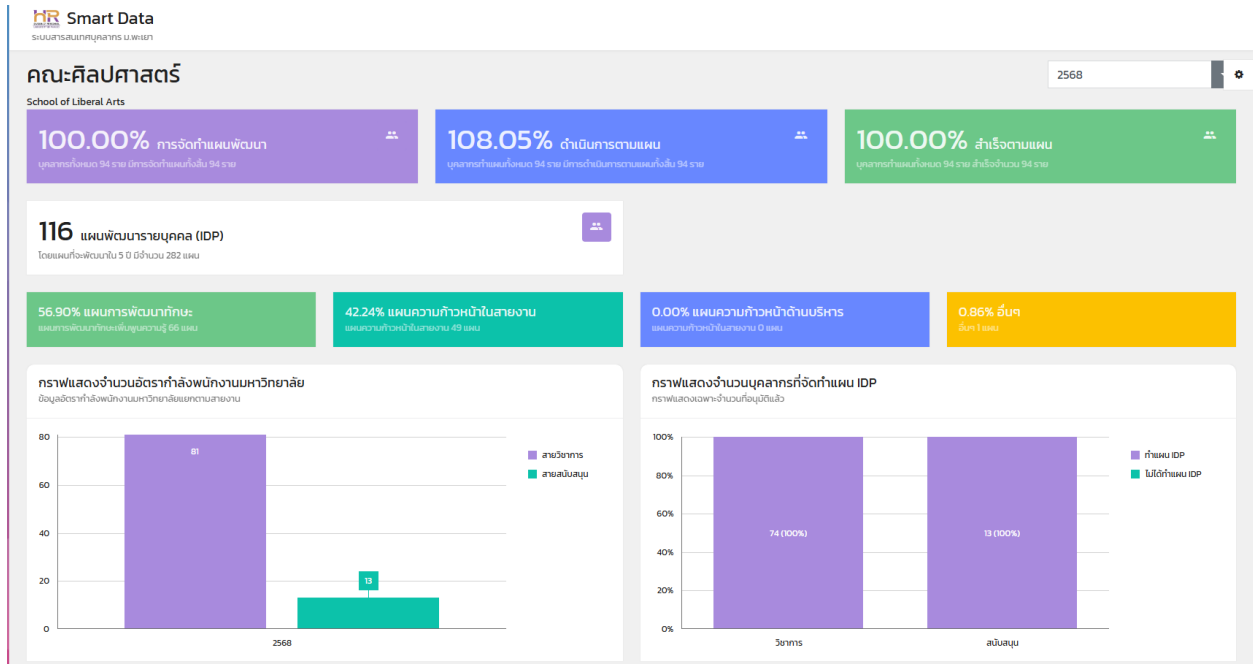 HR Smart Data
ระบบสารสนเทศบุคลากร ม.พะเยา
คณะศิลปศาสตร์
2568
School of Liberal Arts
100.00% การจัดทำแผนพัฒนา
บุคลากรทั้งหมด 94 ราย มีการจัดทำแผนทั้งสิ้น 94 ราย
108.05% ดำเนินการตามแผน
บุคลากรทำแผนทั้งหมด 94 ราย มีการดำเนินการตามแผนทั้งสิ้น 94 ราย
100.00% สำเร็จตามแผน
บุคลากรทำแผนทั้งหมด 94 ราย สำเร็จจำนวน 94 ราย
116 แผนพัฒนารายบุคคล (IDP)
โดยแผนที่จะพัฒนาใน 5 ปี มีจำนวน 282 แผน
56.90% แผนการพัฒนาทักษะ
แผนการพัฒนาทักษะเพิ่มพูนความรู้ 66 แผน
42.24% แผนความก้าวหน้าในสายงาน
แผนความก้าวหน้าในสายงาน 49 แผน
0.00% แผนความก้าวหน้าด้านบริหาร
แผนความก้าวหน้าในสายงาน 0 แผน
0.86% อื่นๆ
อื่นๆ 1 แผน
กราฟแสดงจำนวนอัตรากำลังพนักงานมหาวิทยาลัย
ข้อมูลอัตรากำลังพนักงานมหาวิทยาลัยแยกตามสายงาน
80
60
40
20
0
81
13
2568
สายวิชาการ
สายสนับสนุน
กราฟแสดงจำนวนบุคลากรที่จัดทำแผน IDP
กราฟแสดงเฉพาะจำนวนที่อนุมัติแล้ว
100%
80%
60%
40%
20%
0%
74 (100%)
13 (100%)
วิชาการ
สนับสนุน
ทำแผน IDP
ไม่ได้ทำแผน IDP